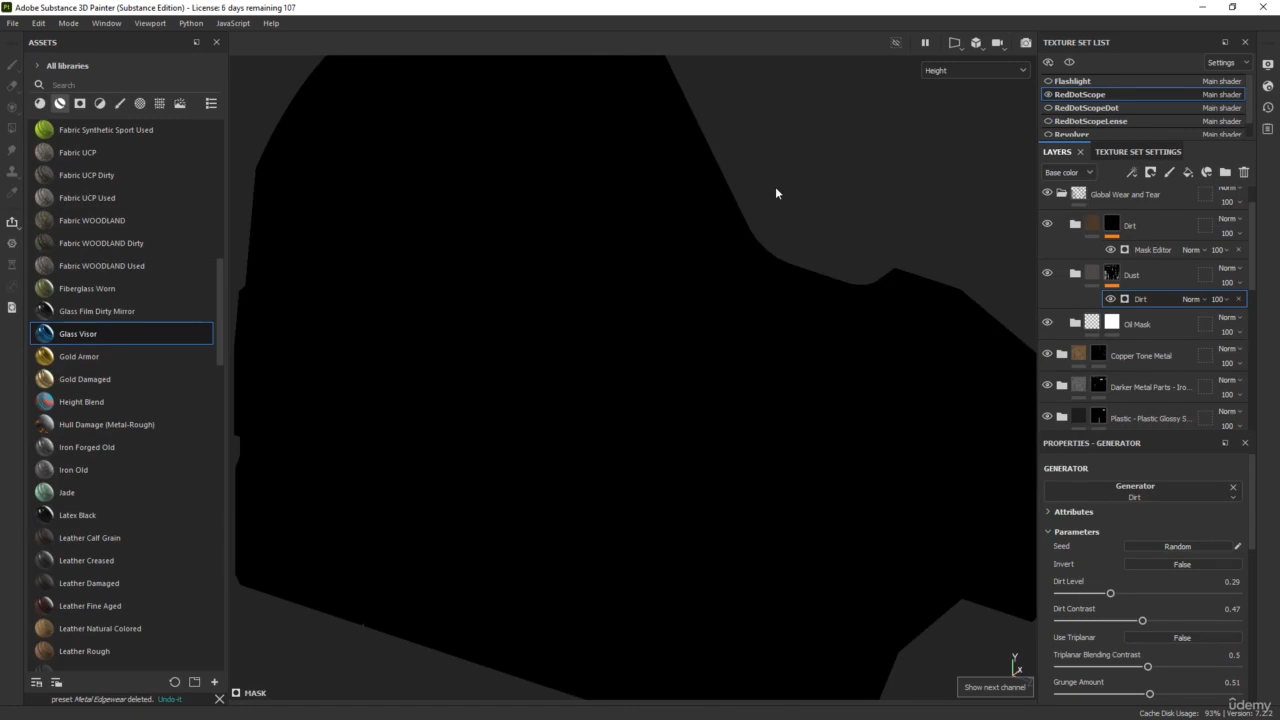 Adobe Substance 3D Painter (Substance Edition) - License: 6 days remaining 107
File Edit Mode Window Viewport Python JavaScript Help
ASSETS
All libraries
Search
Fabric Synthetic Sport Used
Fabric UCP
Fabric UCP Dirty
Fabric UCP Used
Fabric WOODLAND
Fabric WOODLAND Dirty
Fabric WOODLAND Used
Fiberglass Worn
Glass Film Dirty Mirror
Glass Visor
Gold Armor
Gold Damaged
Height Blend
Hull Damage (Metal-Rough)
Iron Forged Old
Iron Old
Jade
Latex Black
Leather Calf Grain
Leather Creased
Leather Damaged
Leather Fine Aged
Leather Natural Colored
Leather Rough
preset Metal Edgewear deleted. Undo-it
Height
Y
X
Show next channel
MASK
TEXTURE SET LIST
Settings
Flashlight Main shader
RedDotScope Main shader
RedDotScopeDot Main shader
RedDotScopeLense Main shader
Revolver Main shader
LAYERS TEXTURE SET SETTINGS
Base color
Global Wear and Tear Norm 100
Dirt Norm 100
Mask Editor Norm 100
Dust Norm 100
Dirt Norm 100
Oil Mask Norm 100
Copper Tone Metal Norm 100
Darker Metal Parts - Iro... Norm 100
Plastic - Plastic Glossy S... Norm 100
PROPERTIES - GENERATOR
GENERATOR
Generator
Dirt
Attributes
Parameters
Seed Random
Invert False
Dirt Level 0.29
Dirt Contrast 0.47
Use Triplanar False
Triplanar Blending Contrast 0.5
Grunge Amount 0.51
udemy
Cache Disk Usage: 93% | Version: 7.2.2